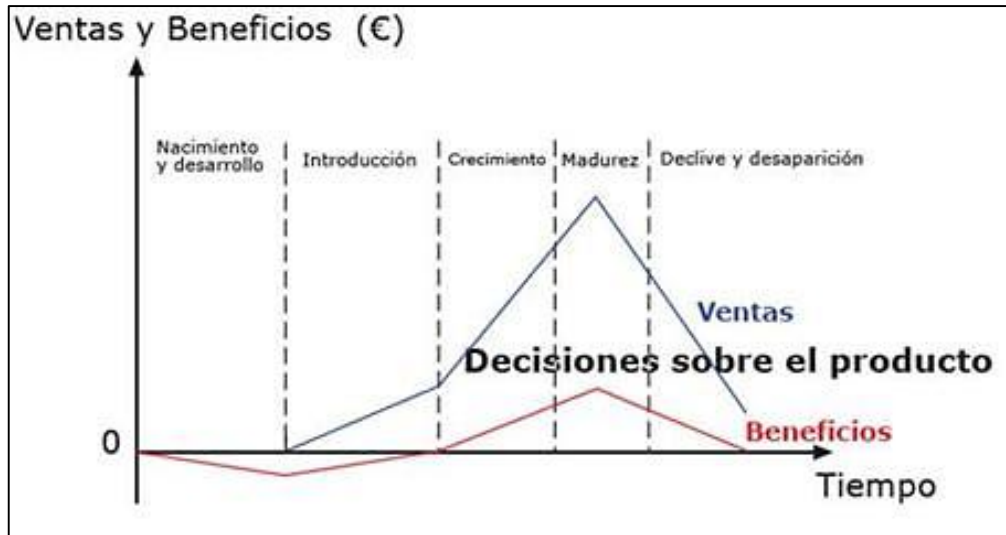 Ventas y Beneficios (€)
Nacimiento
y desarrollo
Introducción
Crecimiento
Madurez
Declive y desaparición
Ventas
Decisiones sobre el producto
Beneficios
0
Tiempo